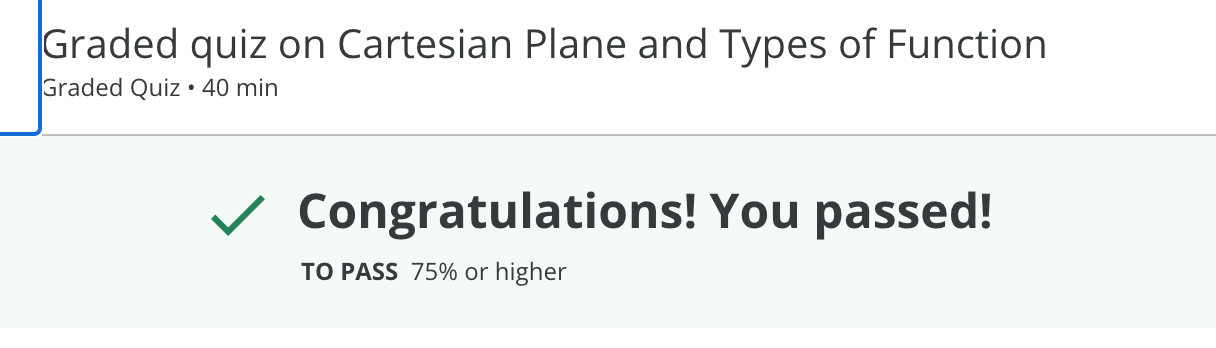 Graded quiz on Cartesian Plane and Types of Function
Graded Quiz • 40 min
Congratulations! You passed!
TO PASS 75% or higher